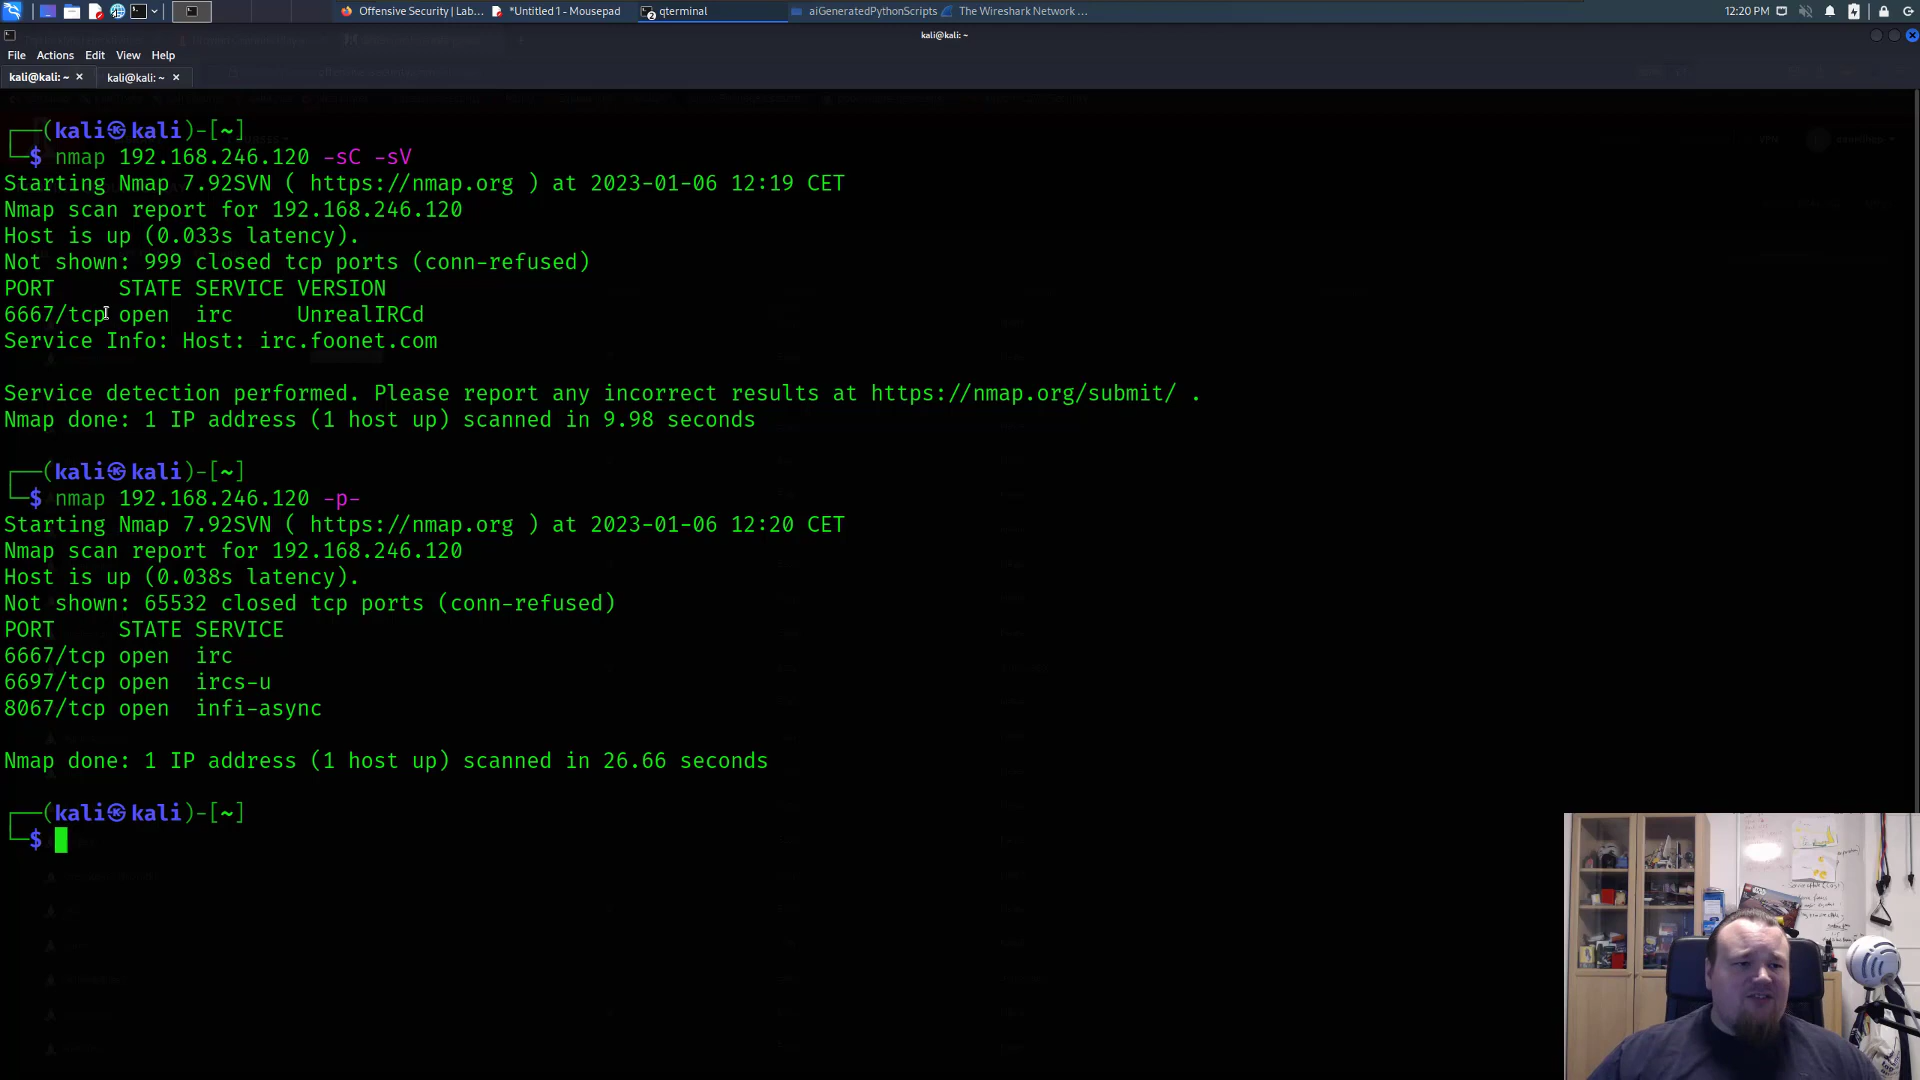 Offensive Security | Lab...
*Untitled 1 - Mousepad
qterminal
aiGeneratedPythonScripts
The Wireshark Network ...
12:20 PM
kali@kali: ~
File Actions Edit View Help
kali@kali: ~ kali@kali: ~
(kali㉿kali)-[~]
$ nmap 192.168.246.120 -sC -sV
Starting Nmap 7.92SVN ( https://nmap.org ) at 2023-01-06 12:19 CET
Nmap scan report for 192.168.246.120
Host is up (0.033s latency).
Not shown: 999 closed tcp ports (conn-refused)
PORT STATE SERVICE VERSION
6667/tcp open irc UnrealIRCd
Service Info: Host: irc.foonet.com
Service detection performed. Please report any incorrect results at https://nmap.org/submit/ .
Nmap done: 1 IP address (1 host up) scanned in 9.98 seconds
(kali㉿kali)-[~]
$ nmap 192.168.246.120 -p-
Starting Nmap 7.92SVN ( https://nmap.org ) at 2023-01-06 12:20 CET
Nmap scan report for 192.168.246.120
Host is up (0.038s latency).
Not shown: 65532 closed tcp ports (conn-refused)
PORT STATE SERVICE
6667/tcp open irc
6697/tcp open ircs-u
8067/tcp open infi-async
Nmap done: 1 IP address (1 host up) scanned in 26.66 seconds
(kali㉿kali)-[~]
$